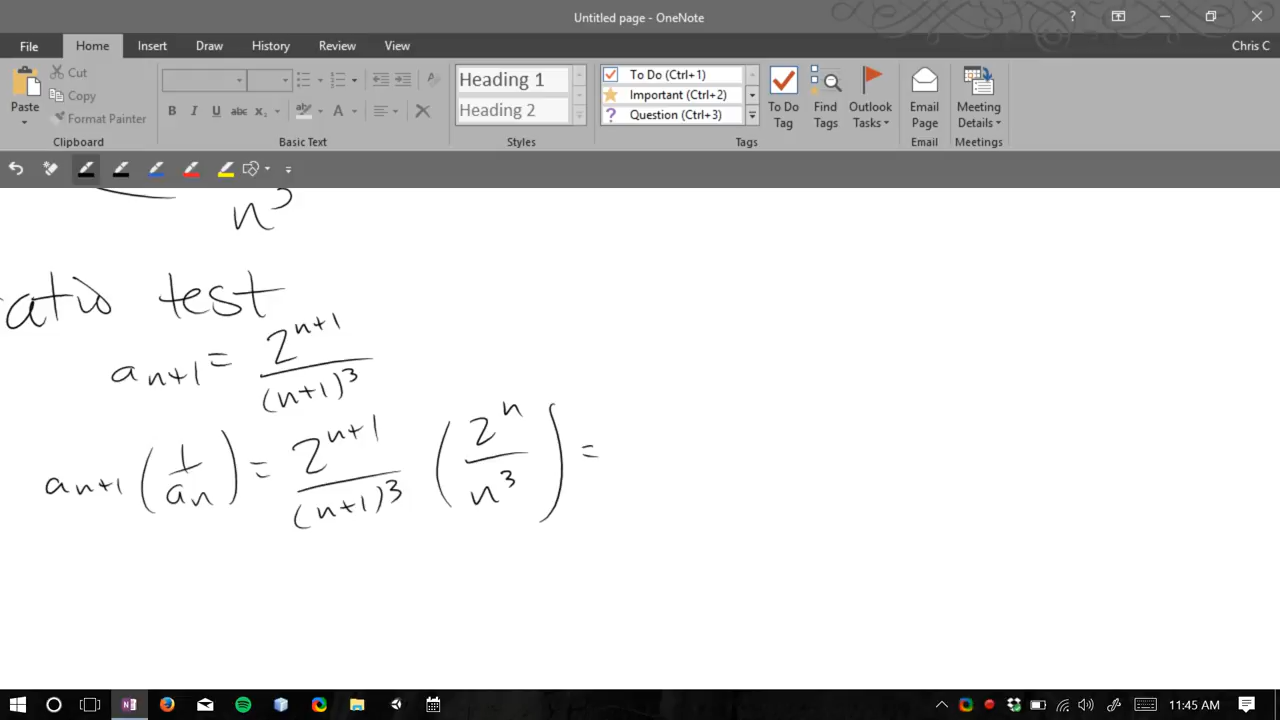 Untitled page - OneNote
?
File Home Insert Draw History Review View Chris C
Paste
Cut
Copy
Format Painter
Clipboard
B I U abc x₂ A
Basic Text
Heading 1
Heading 2
Styles
To Do (Ctrl+1)
Important (Ctrl+2)
? Question (Ctrl+3)
To Do Tag
Find Tags
Outlook Tasks
Tags
Email Page
Email
Meeting Details
Meetings
n³
atio test
aₙ₊₁ = 2ⁿ⁺¹/(n+1)³
aₙ₊₁ (1/aₙ) = 2ⁿ⁺¹/(n+1)³ (2ⁿ/n³) =
11:45 AM